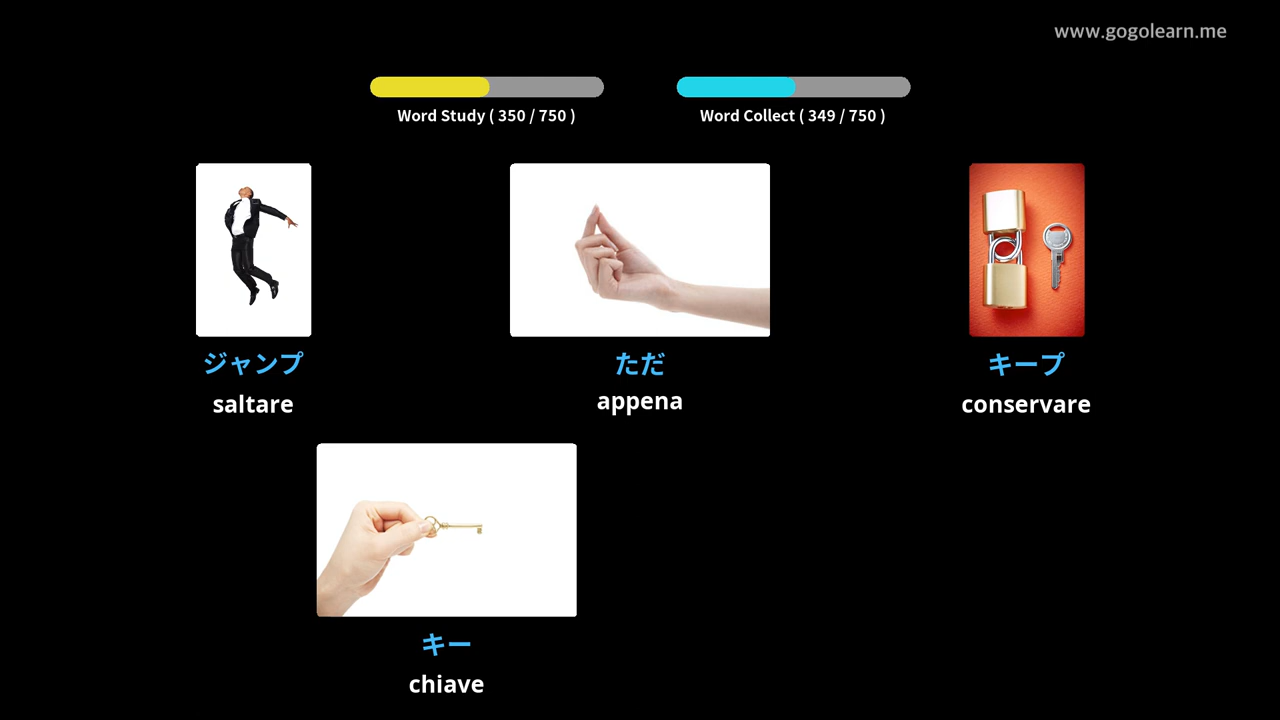 www.gogolearn.me
Word Study ( 350 / 750 )
Word Collect ( 349 / 750 )
ジャンプ
saltare
ただ
appena
キープ
conservare
キー
chiave